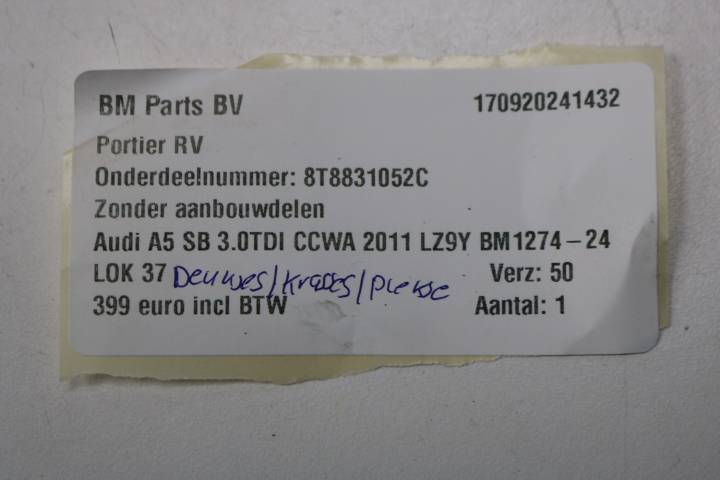 BM Parts BV 170920241432
Portier RV
Onderdeelnummer: 8T8831052C
Zonder aanbouwdelen
Audi A5 SB 3.0TDI CCWA 2011 LZ9Y BM1274-24
LOK 37 Deukjes/krasjes/plekje Verz: 50
399 euro incl BTW Aantal: 1